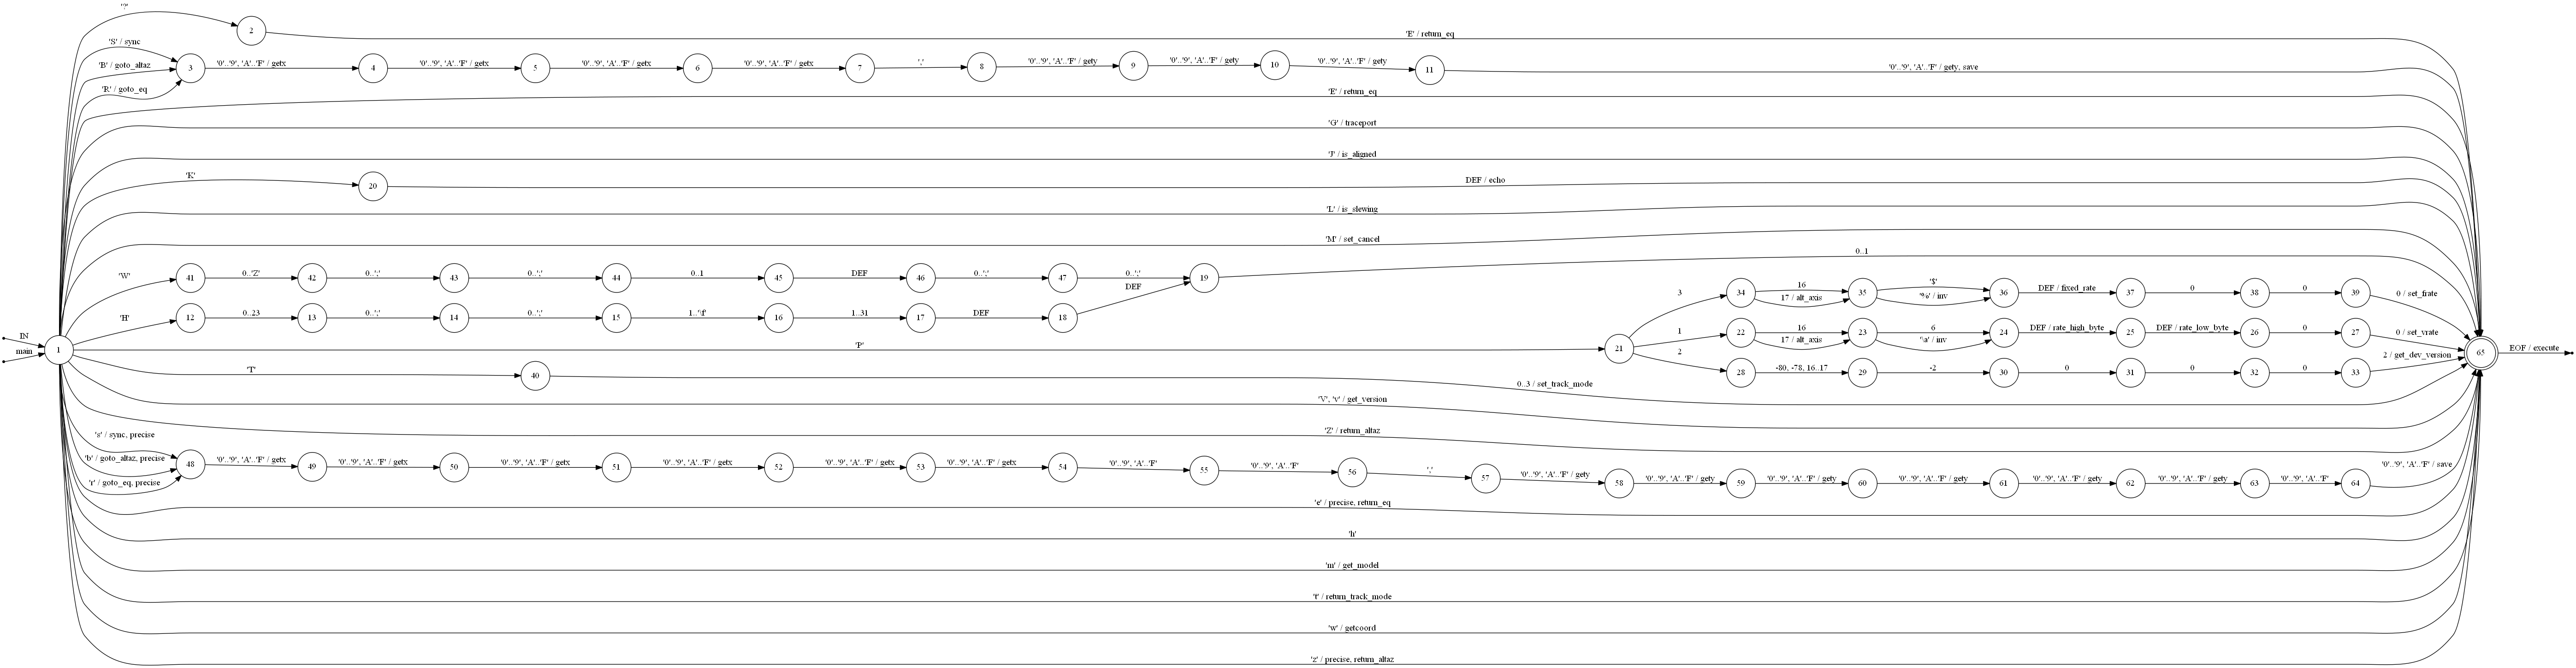 '?'
2
'E' / return_eq
'S' / sync
'B' / goto_altaz
'R' / goto_eq
3
'0'..'9', 'A'..'F' / getx
4
'0'..'9', 'A'..'F' / getx
5
'0'..'9', 'A'..'F' / getx
6
'0'..'9', 'A'..'F' / getx
7
','
8
'0'..'9', 'A'..'F' / gety
9
'0'..'9', 'A'..'F' / gety
10
'0'..'9', 'A'..'F' / gety
11
'0'..'9', 'A'..'F' / gety, save
'E' / return_eq
'G' / traceport
'J' / is_aligned
'K'
20
DEF / echo
'L' / is_slewing
'M' / set_cancel
0..1
'W'
41
0..'Z'
42
0..';'
43
0..';'
44
0..1
45
DEF
46
0..';'
47
0..';'
19
'H'
12
0..23
13
0..';'
14
0..';'
15
1..'\f'
16
1..31
17
DEF
18
DEF
IN
main
1
'P'
21
3
34
16
17 / alt_axis
35
'$'
'%' / inv
36
DEF / fixed_rate
37
0
38
0
39
0 / set_frate
1
22
16
17 / alt_axis
23
6
'\a' / inv
24
DEF / rate_high_byte
25
DEF / rate_low_byte
26
0
27
0 / set_vrate
2
28
-80, -78, 16..17
29
-2
30
0
31
0
32
0
33
2 / get_dev_version
65
EOF / execute
'T'
40
0..3 / set_track_mode
'V', 'v' / get_version
'Z' / return_altaz
's' / sync, precise
'b' / goto_altaz, precise
'r' / goto_eq, precise
48
'0'..'9', 'A'..'F' / getx
49
'0'..'9', 'A'..'F' / getx
50
'0'..'9', 'A'..'F' / getx
51
'0'..'9', 'A'..'F' / getx
52
'0'..'9', 'A'..'F' / getx
53
'0'..'9', 'A'..'F' / getx
54
'0'..'9', 'A'..'F'
55
'0'..'9', 'A'..'F'
56
','
57
'0'..'9', 'A'..'F' / gety
58
'0'..'9', 'A'..'F' / gety
59
'0'..'9', 'A'..'F' / gety
60
'0'..'9', 'A'..'F' / gety
61
'0'..'9', 'A'..'F' / gety
62
'0'..'9', 'A'..'F' / gety
63
'0'..'9', 'A'..'F'
64
'0'..'9', 'A'..'F' / save
'e' / precise, return_eq
'h'
'm' / get_model
't' / return_track_mode
'w' / getcoord
'z' / precise, return_altaz